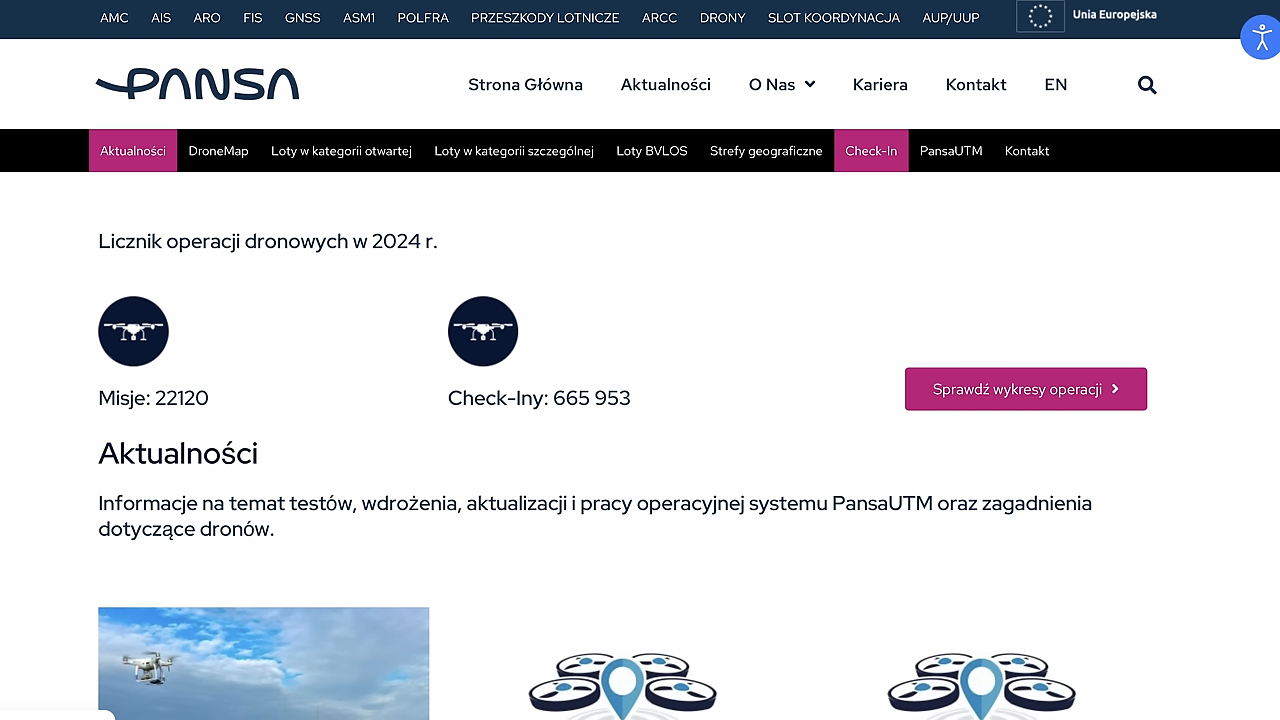 AMC AIS ARO FIS GNSS ASM1 POLFRA PRZESZKODY LOTNICZE ARCC DRONY SLOT KOORDYNACJA AUP/UUP Unia Europejska
PANSA Strona Główna Aktualności O Nas Kariera Kontakt EN
Aktualności DroneMap Loty w kategorii otwartej Loty w kategorii szczególnej Loty BVLOS Strefy geograficzne Check-In PansaUTM Kontakt
Licznik operacji dronowych w 2024 r.
Misje: 22120 Check-Iny: 665 953 Sprawdź wykresy operacji
Aktualności
Informacje na temat testów, wdrożenia, aktualizacji i pracy operacyjnej systemu PansaUTM oraz zagadnienia
dotyczące dronów.